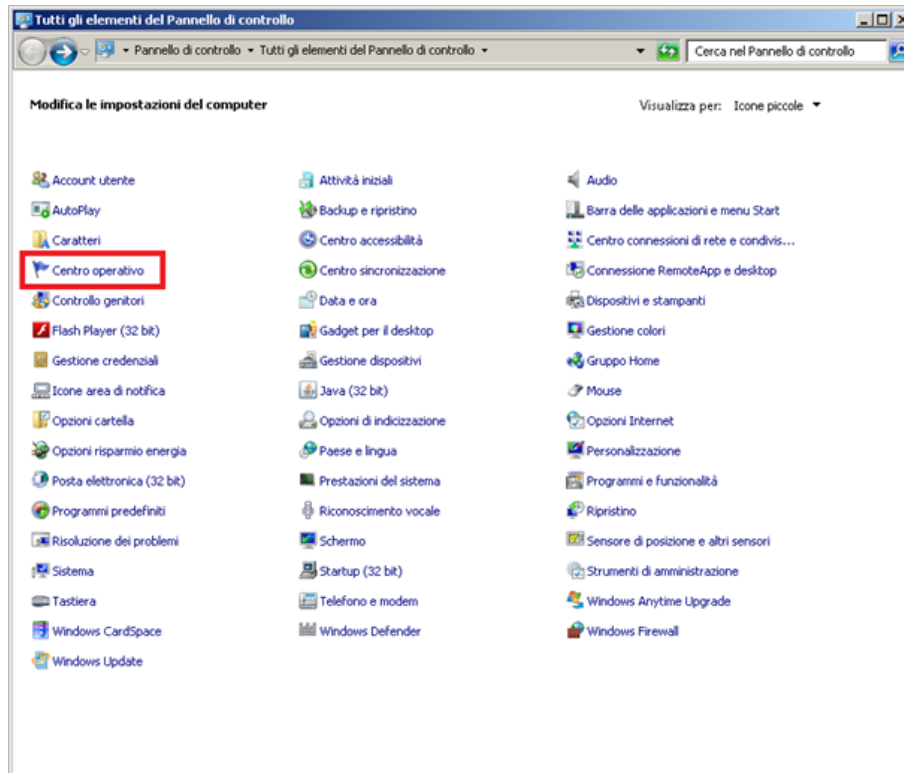 Tutti gli elementi del Pannello di controllo
Pannello di controllo Tutti gli elementi del Pannello di controllo Cerca nel Pannello di controllo
Modifica le impostazioni del computer Visualizza per: Icone piccole
Account utente Attività iniziali Audio
AutoPlay Backup e ripristino Barra delle applicazioni e menu Start
Caratteri Centro accessibilità Centro connessioni di rete e condivis...
Centro operativo Centro sincronizzazione Connessione RemoteApp e desktop
Controllo genitori Data e ora Dispositivi e stampanti
Flash Player (32 bit) Gadget per il desktop Gestione colori
Gestione credenziali Gestione dispositivi Gruppo Home
Icone area di notifica Java (32 bit) Mouse
Opzioni cartella Opzioni di indicizzazione Opzioni Internet
Opzioni risparmio energia Paese e lingua Personalizzazione
Posta elettronica (32 bit) Prestazioni del sistema Programmi e funzionalità
Programmi predefiniti Riconoscimento vocale Ripristino
Risoluzione dei problemi Schermo Sensore di posizione e altri sensori
Sistema Startup (32 bit) Strumenti di amministrazione
Tastiera Telefono e modem Windows Anytime Upgrade
Windows CardSpace Windows Defender Windows Firewall
Windows Update